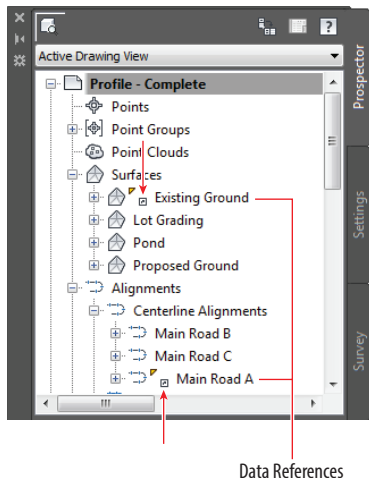 ?
Active Drawing View
Profile - Complete
Points
Point Groups
Point Clouds
Surfaces
Existing Ground
Lot Grading
Pond
Proposed Ground
Alignments
Centerline Alignments
Main Road B
Main Road C
Main Road A
Prospector
Settings
Survey
Data References